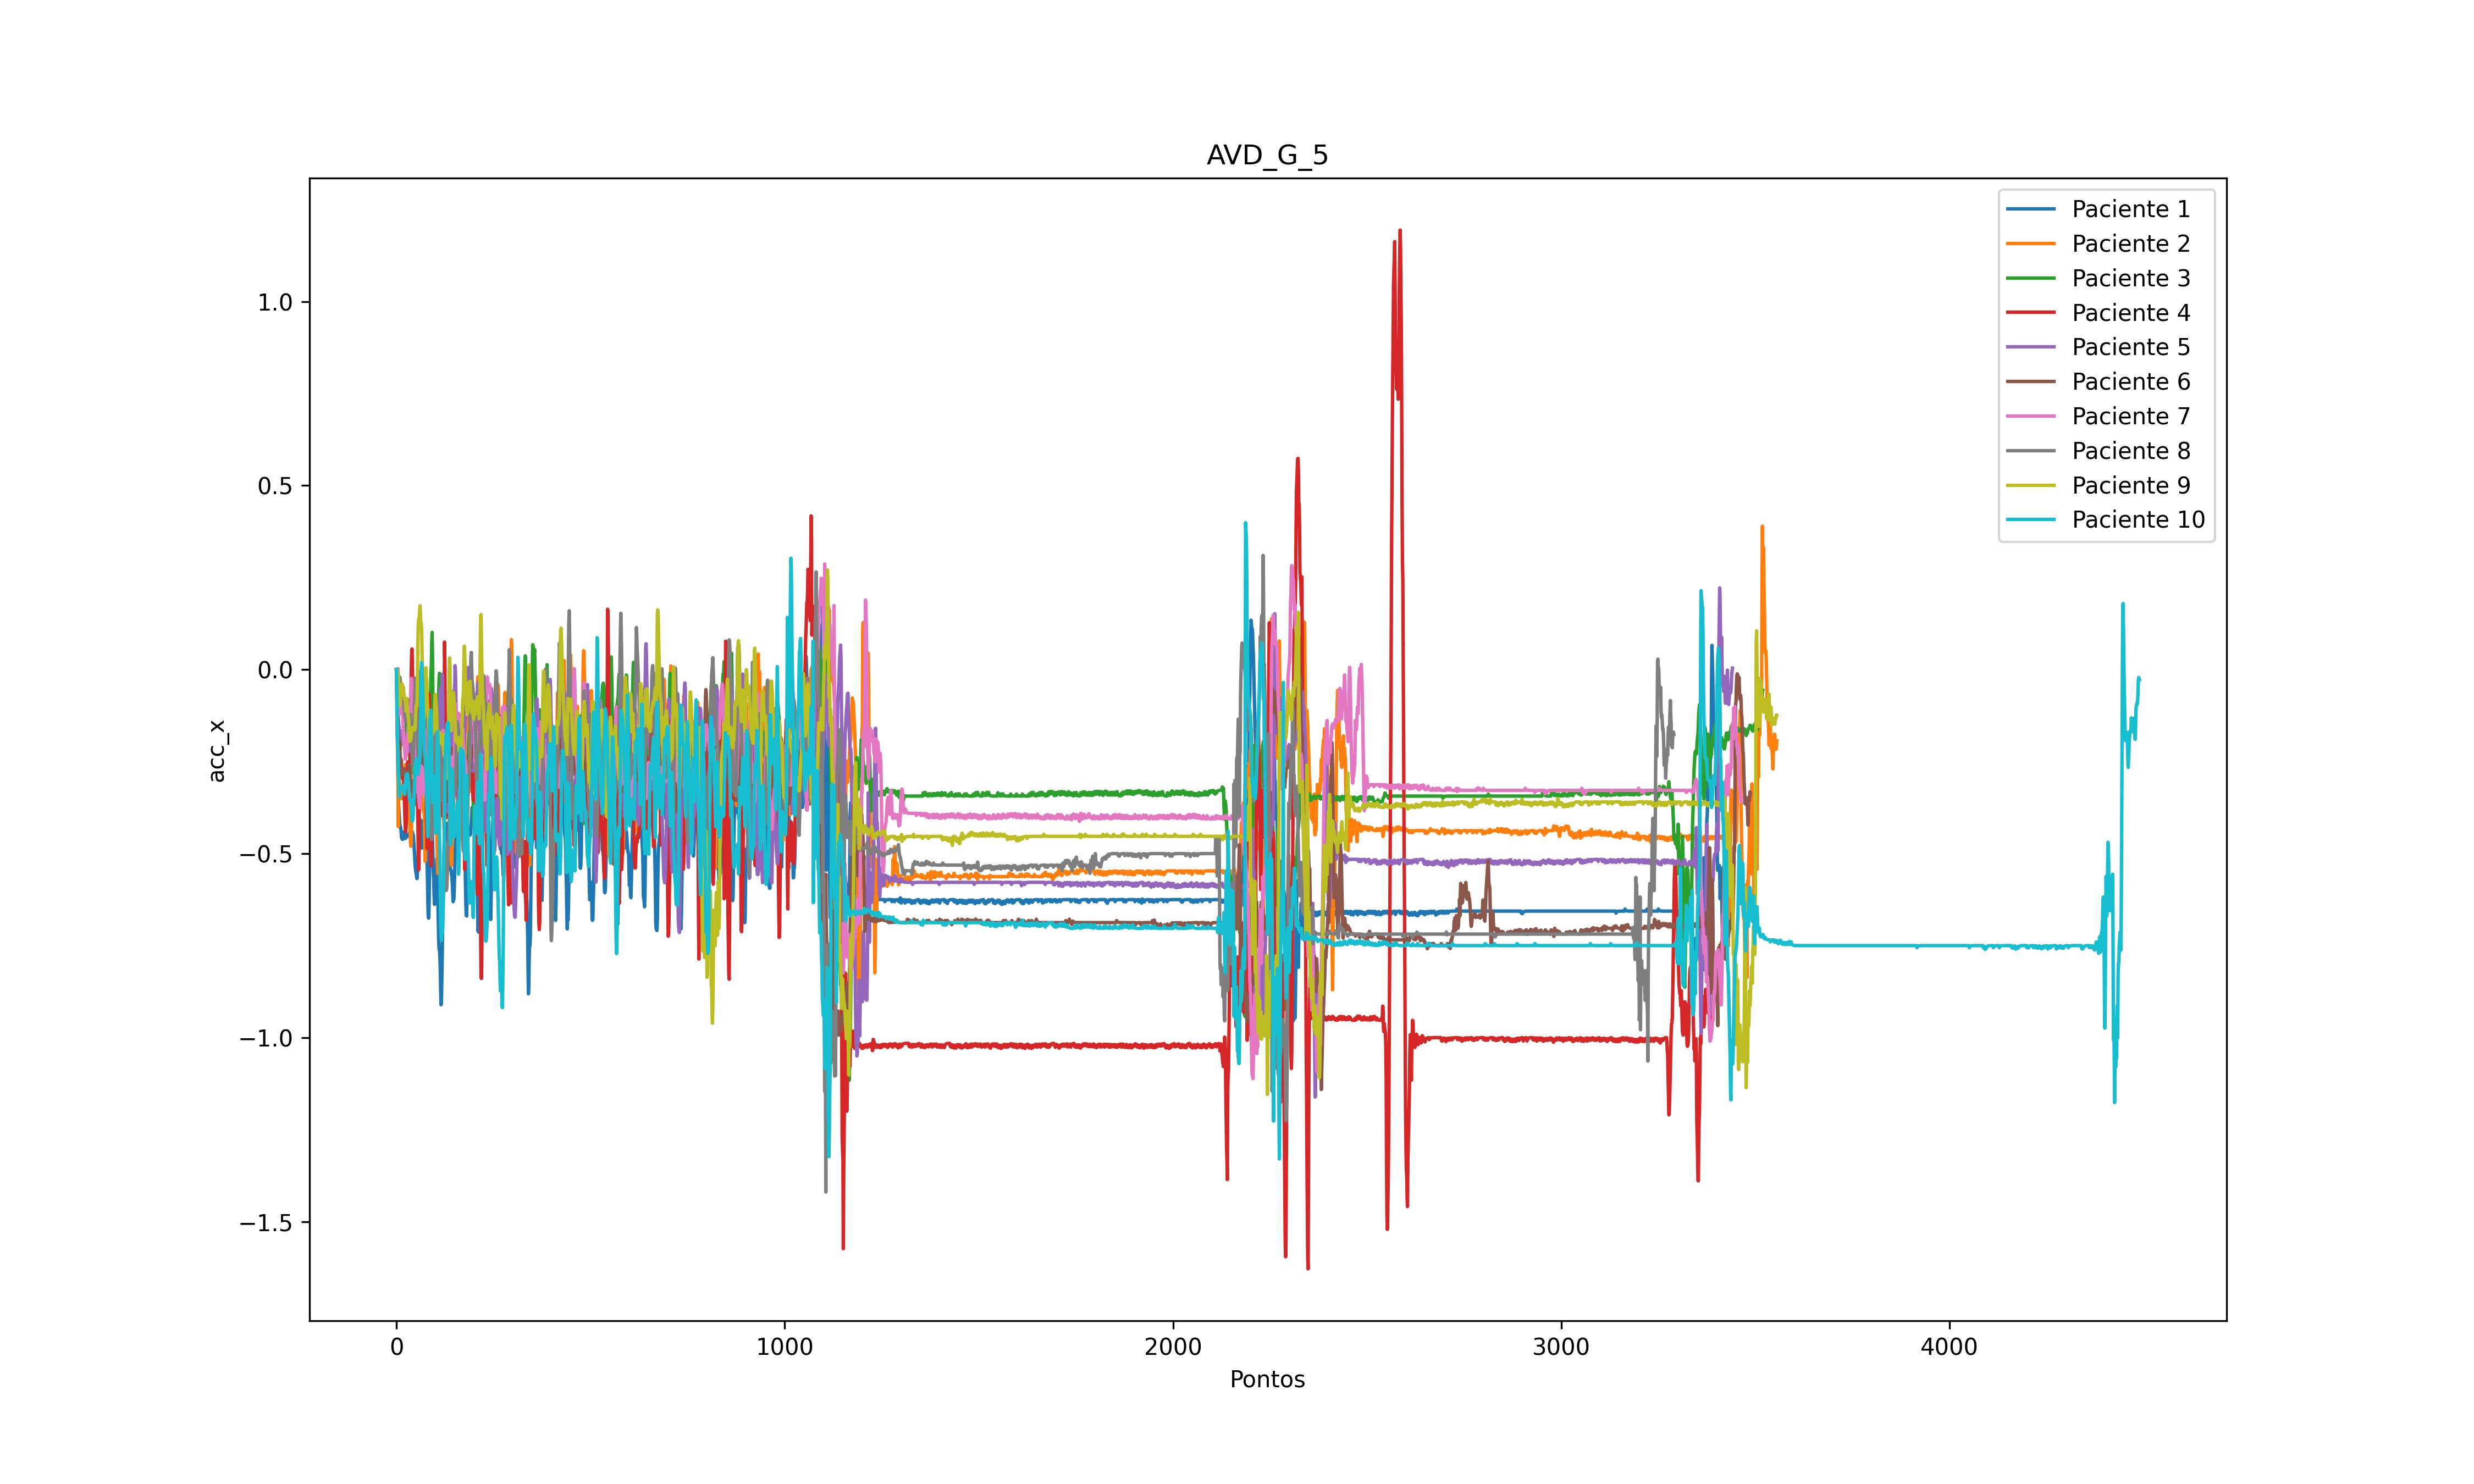 AVD_G_5
acc_x
1.0
0.5
0.0
−0.5
−1.0
−1.5
0
1000
2000
3000
4000
Pontos
Paciente 1
Paciente 2
Paciente 3
Paciente 4
Paciente 5
Paciente 6
Paciente 7
Paciente 8
Paciente 9
Paciente 10